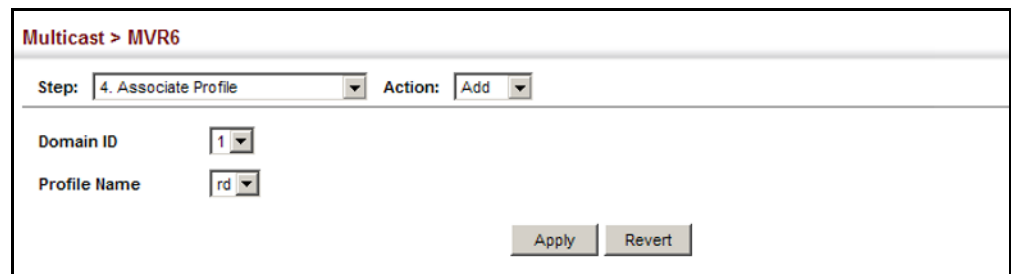 Multicast > MVR6
Step: 4. Associate Profile Action: Add
Domain ID 1
Profile Name rd
Apply Revert